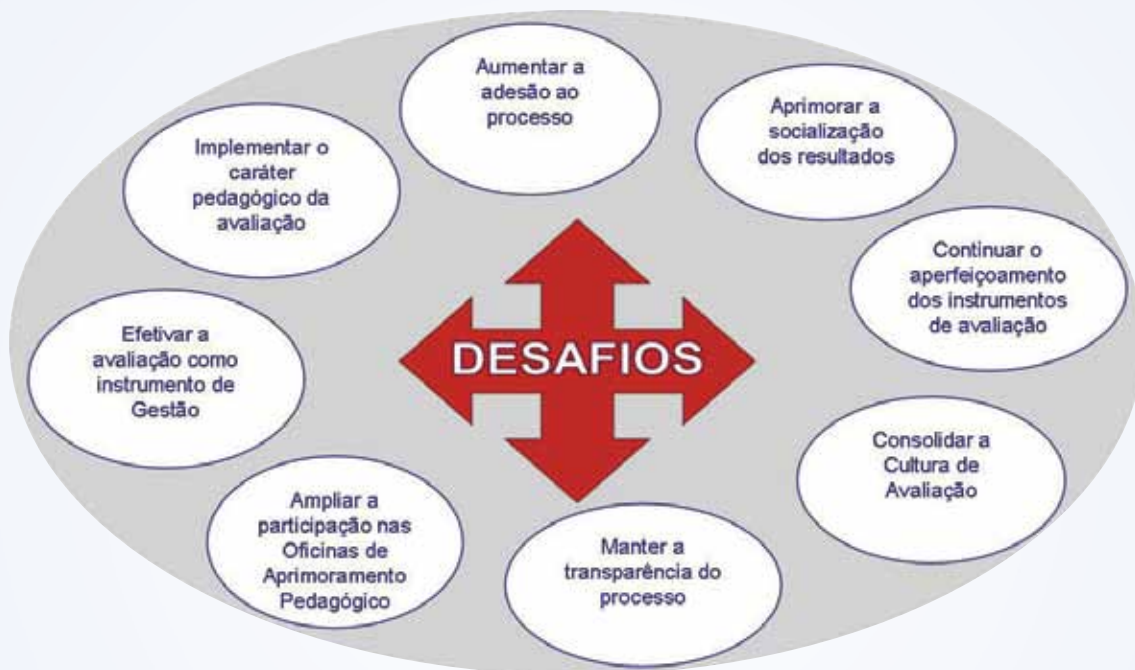 Aumentar a
adesão ao
processo
Aprimorar a
socialização
dos resultados
Implementar o
caráter
pedagógico da
avaliação
Continuar o
aperfeiçoamento
dos instrumentos
de avaliação
Efetivar a
avaliação como
instrumento de
Gestão
DESAFIOS
Consolidar a
Cultura de
Avaliação
Ampliar a
participação nas
Oficinas de
Aprimoramento
Pedagógico
Manter a
transparência do
processo